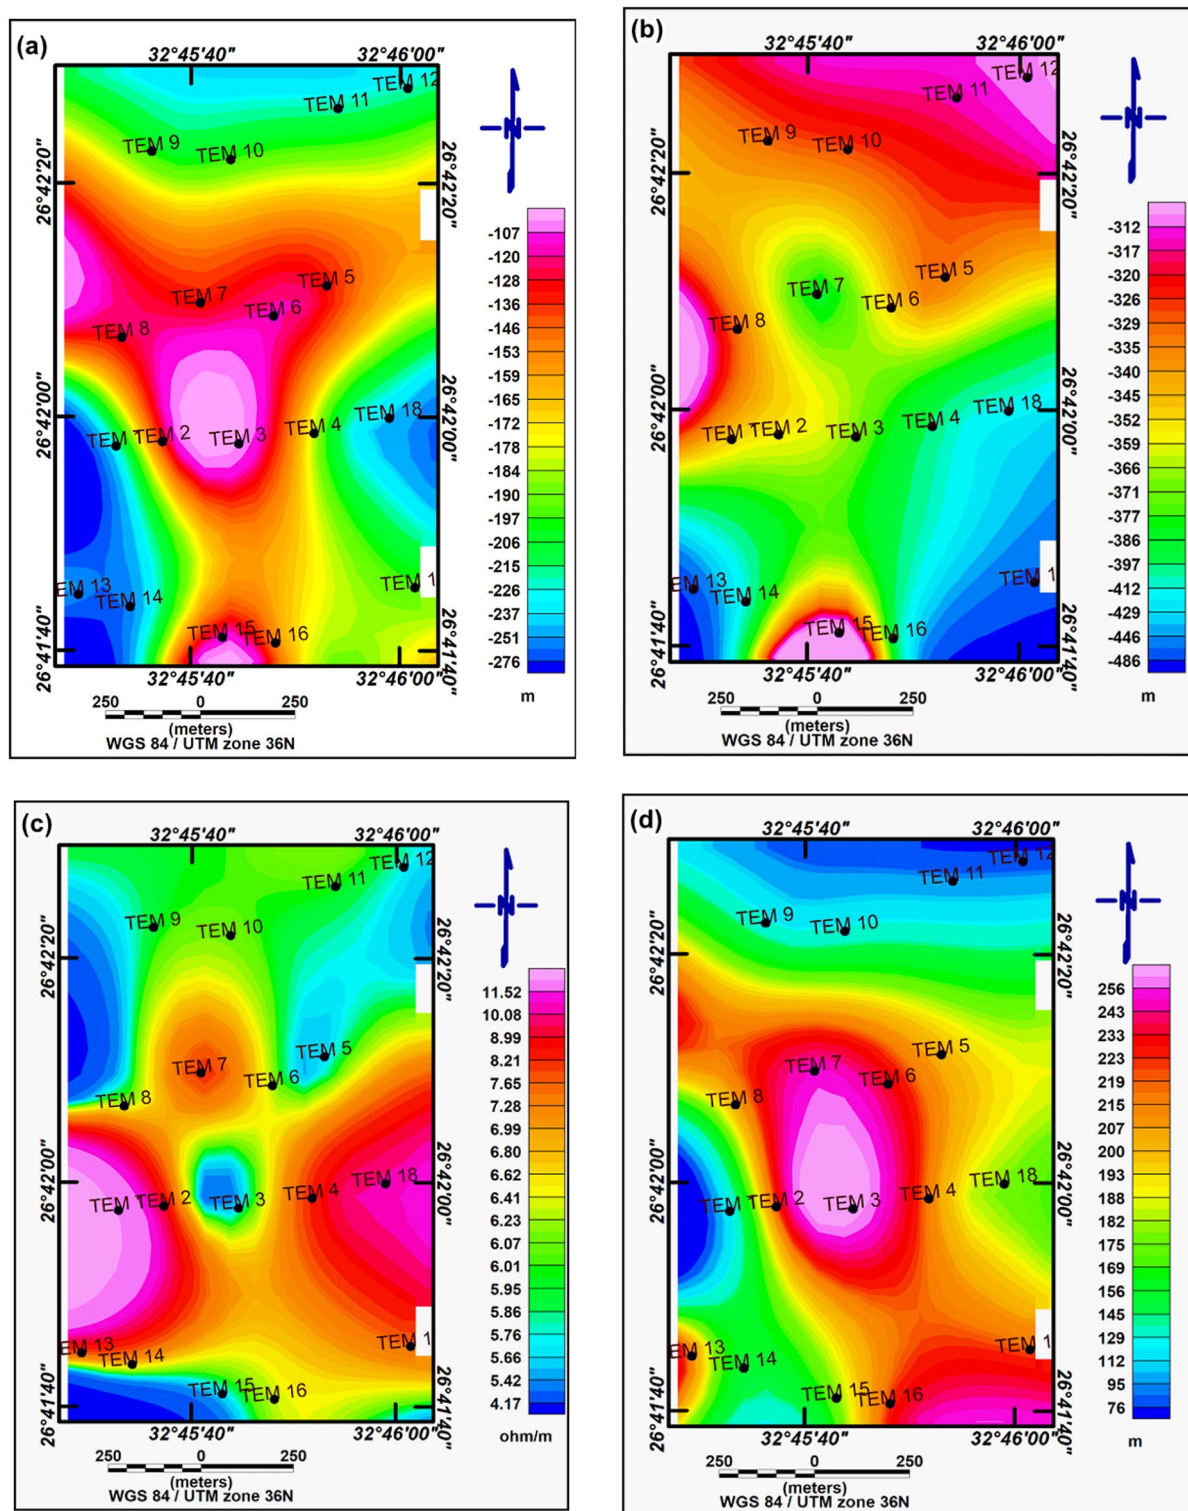 (a)
32°45'40" 32°46'00"
TEM 12
TEM 11
TEM 9
TEM 10
26°42'20" 26°42'20"
TEM 5
TEM 7
TEM 6
TEM 8
26°42'00" 26°42'00"
TEM 18
TEM 4
TEM 1 TEM 2 TEM 3
EM 13
TEM 14
TEM 1
TEM 15
TEM 16
26°41'40" 26°41'40"
32°45'40" 32°46'00"
N
-107
-120
-128
-136
-146
-153
-159
-165
-172
-178
-184
-190
-197
-206
-215
-226
-237
-251
-276
m
250 0 250
(meters)
WGS 84 / UTM zone 36N
(b)
32°45'40" 32°46'00"
TEM 12
TEM 11
TEM 9
TEM 10
26°42'20" 26°42'20"
TEM 5
TEM 7
TEM 6
TEM 8
26°42'00" 26°42'00"
TEM 18
TEM 4
TEM 1 TEM 2 TEM 3
EM 13
TEM 14
TEM 1
TEM 15
TEM 16
26°41'40" 26°41'40"
32°45'40" 32°46'00"
N
-312
-317
-320
-326
-329
-335
-340
-345
-352
-359
-366
-371
-377
-386
-397
-412
-429
-446
-486
m
250 0 250
(meters)
WGS 84 / UTM zone 36N
(c)
32°45'40" 32°46'00"
TEM 12
TEM 11
TEM 9
TEM 10
26°42'20" 26°42'20"
TEM 5
TEM 7
TEM 6
TEM 8
26°42'00" 26°42'00"
TEM 18
TEM 4
TEM 1 TEM 2 TEM 3
EM 13
TEM 14
TEM 1
TEM 15
TEM 16
26°41'40" 26°41'40"
32°45'40" 32°46'00"
N
11.52
10.08
8.99
8.21
7.65
7.28
6.99
6.80
6.62
6.41
6.23
6.07
6.01
5.95
5.86
5.76
5.66
5.42
4.17
ohm/m
250 0 250
(meters)
WGS 84 / UTM zone 36N
(d)
32°45'40" 32°46'00"
TEM 12
TEM 11
TEM 9
TEM 10
26°42'20" 26°42'20"
TEM 5
TEM 7
TEM 6
TEM 8
26°42'00" 26°42'00"
TEM 18
TEM 4
TEM 1 TEM 2 TEM 3
EM 13
TEM 14
TEM 1
TEM 15
TEM 16
26°41'40" 26°41'40"
32°45'40" 32°46'00"
N
256
243
233
223
219
215
207
200
193
188
182
175
169
156
145
129
112
95
76
m
250 0 250
(meters)
WGS 84 / UTM zone 36N